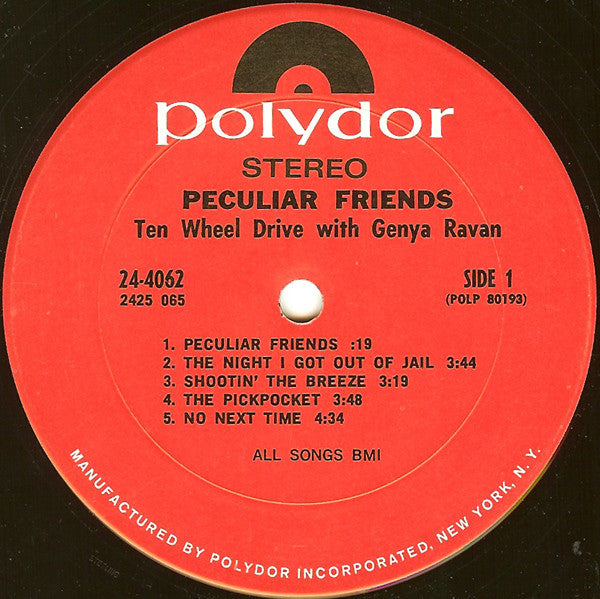 polydor
STEREO
PECULIAR FRIENDS
Ten Wheel Drive with Genya Ravan
24-4062
2425 065
SIDE 1
(POLP 80193)
1. PECULIAR FRIENDS :19
2. THE NIGHT I GOT OUT OF JAIL 3:44
3. SHOOTIN' THE BREEZE 3:19
4. THE PICKPOCKET 3:48
5. NO NEXT TIME 4:34
ALL SONGS BMI
MANUFACTURED BY POLYDOR INCORPORATED, NEW YORK, N. Y.